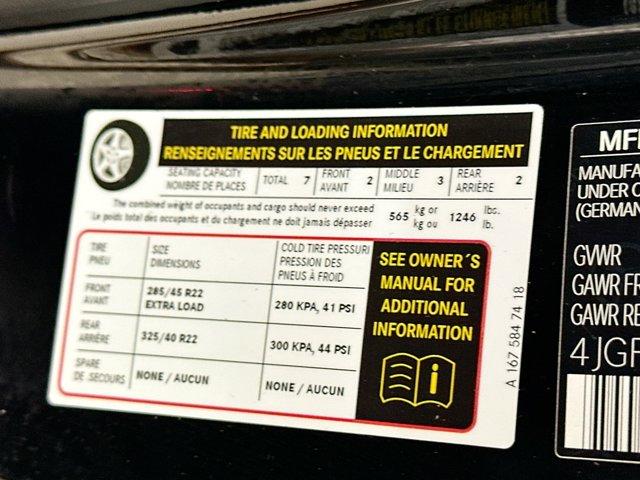 TIRE AND LOADING INFORMATION
RENSEIGNEMENTS SUR LES PNEUS ET LE CHARGEMENT
SEATING CAPACITY TOTAL 7 FRONT 2 MIDDLE 3 REAR 2
NOMBRE DE PLACES AVANT MILIEU ARRIÈRE
The combined weight of occupants and cargo should never exceed 565 kg or 1246 lbs.
Le poids total des occupants et du chargement ne doit jamais dépasser kg ou lb.
TIRE SIZE COLD TIRE PRESSURE
PNEU DIMENSIONS PRESSION DES
PNEUS À FROID
FRONT 285/45 R22
AVANT EXTRA LOAD 280 KPA, 41 PSI
REAR
ARRIÈRE 325/40 R22 300 KPA, 44 PSI
SPARE
DE SECOURS NONE / AUCUN NONE / AUCUN
SEE OWNER´S
MANUAL FOR
ADDITIONAL
INFORMATION
i
A 167 584 74 18
MF
MANUFA
UNDER
(GERMAN
GVWR
GAWR FR
GAWR RE
4JG